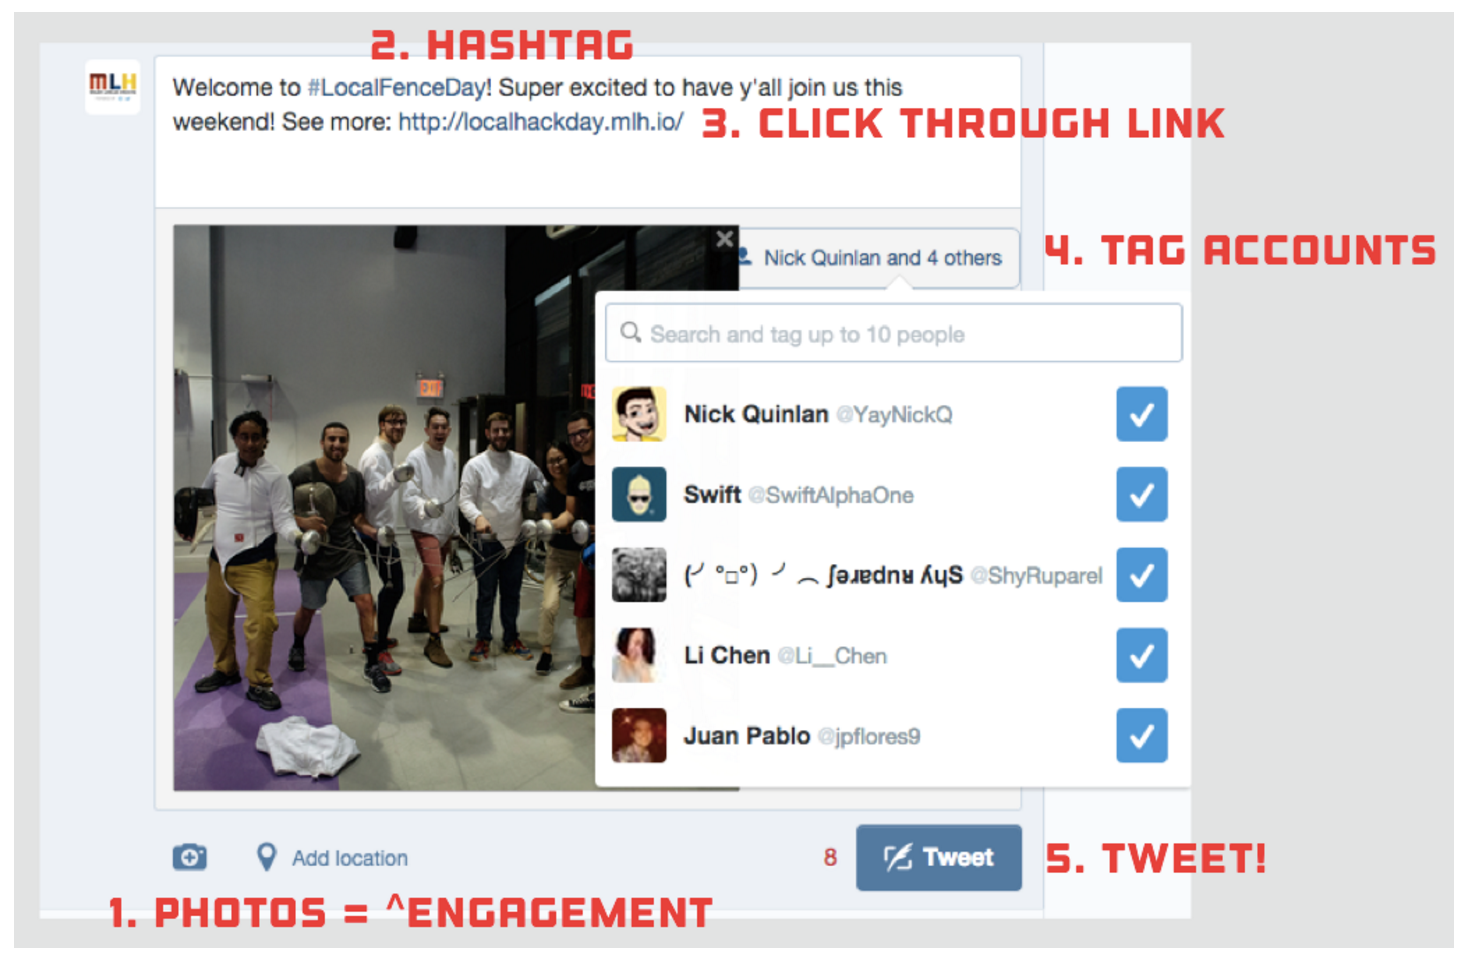 2. HASHTAG
MLH
Welcome to #LocalFenceDay! Super excited to have y'all join us this
weekend! See more: http://localhackday.mlh.io/
3. CLICK THROUGH LINK
Nick Quinlan and 4 others
4. TAG ACCOUNTS
Search and tag up to 10 people
Nick Quinlan @YayNickQ
Swift @SwiftAlphaOne
(╯°□°)╯︵ ʃǝɹɐdnᴚ ʎɥS @ShyRuparel
Li Chen @Li__Chen
Juan Pablo @jpflores9
EXIT
Add location
8
Tweet
5. TWEET!
1. PHOTOS = ^ENGAGEMENT